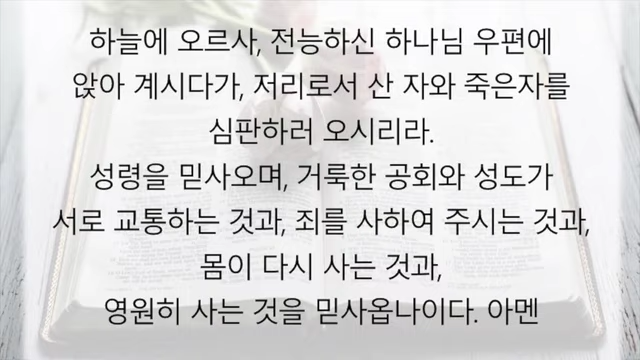 하늘에 오르사, 전능하신 하나님 우편에
앉아 계시다가, 저리로서 산 자와 죽은자를
심판하러 오시리라.
성령을 믿사오며, 거룩한 공회와 성도가
서로 교통하는 것과, 죄를 사하여 주시는 것과,
몸이 다시 사는 것과,
영원히 사는 것을 믿사옵나이다. 아멘